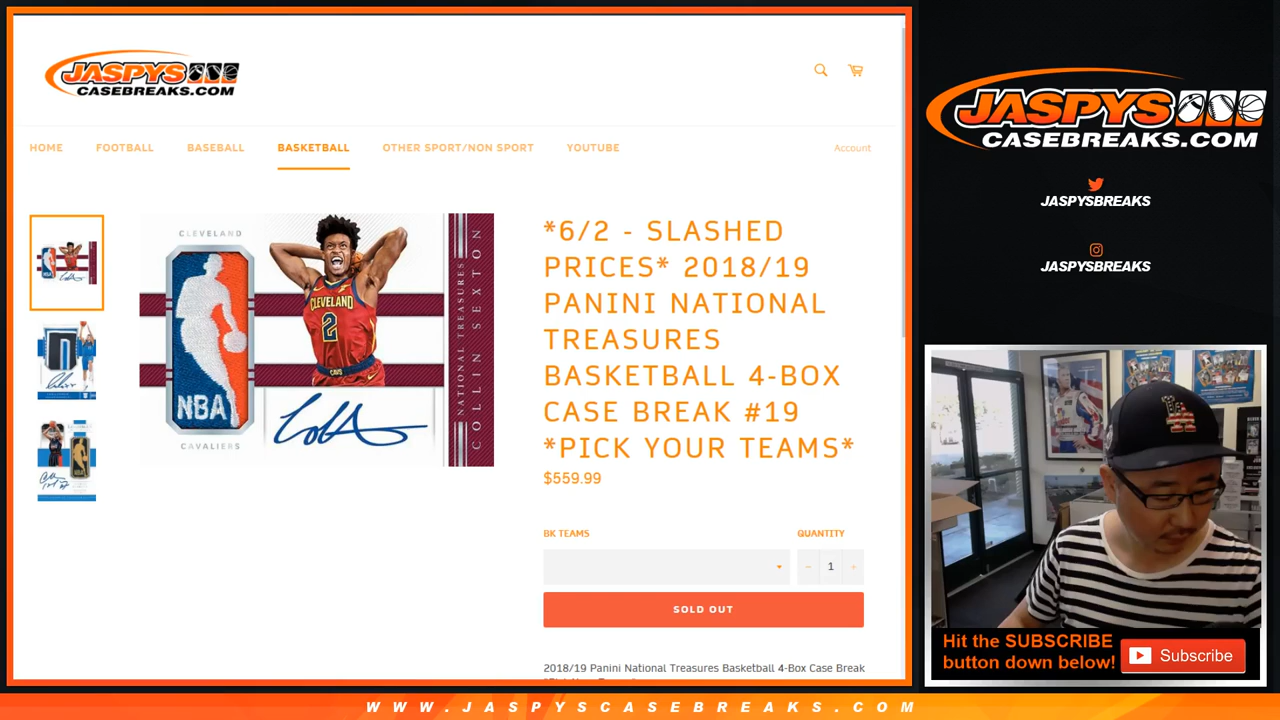 JASPYS
CASEBREAKS.COM
HOME
FOOTBALL
BASEBALL
BASKETBALL
OTHER SPORT/NON SPORT
YOUTUBE
Account
CLEVELAND
NBA
CAVALIERS
CLEVELAND
2
NATIONAL TREASURES
COLLIN SEXTON
*6/2 - SLASHED
PRICES* 2018/19
PANINI NATIONAL
TREASURES
BASKETBALL 4-BOX
CASE BREAK #19
*PICK YOUR TEAMS*
$559.99
BK TEAMS
QUANTITY
− 1 +
SOLD OUT
2018/19 Panini National Treasures Basketball 4-Box Case Break
JASPYS
CASEBREAKS.COM
JASPYSBREAKS
JASPYSBREAKS
Hit the SUBSCRIBE
button down below!
Subscribe
WWW.JASPYSCASEBREAKS.COM